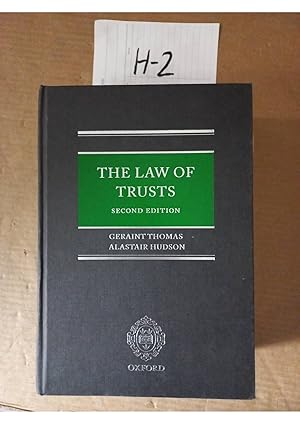 H-2
THE LAW OF
TRUSTS
SECOND EDITION
GERAINT THOMAS
ALASTAIR HUDSON
OXFORD